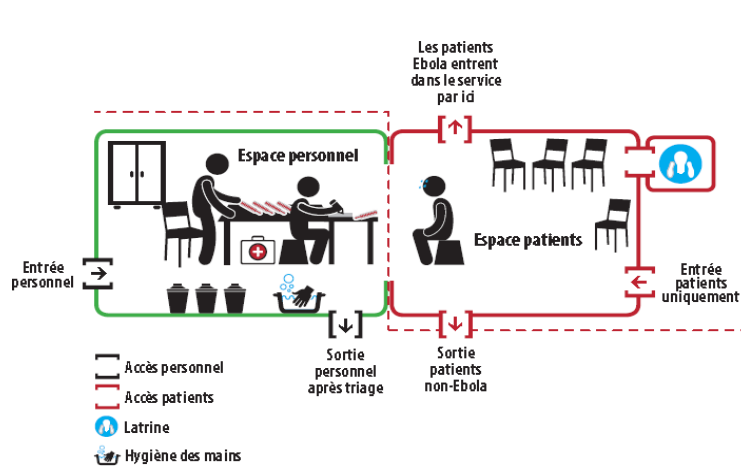 Les patients
Ebola entrent
dans le service
par ici
Espace personnel
Espace patients
Entrée
personnel
Entrée
patients
uniquement
Sortie
personnel
après triage
Sortie
patients
non-Ebola
Accès personnel
Accès patients
Latrine
Hygiène des mains